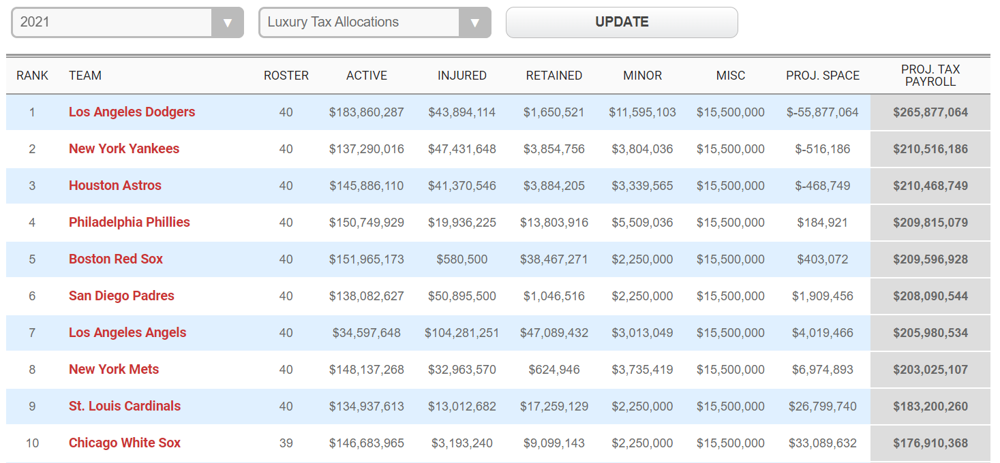 2021 ▼ Luxury Tax Allocations ▼ UPDATE
RANK TEAM ROSTER ACTIVE INJURED RETAINED MINOR MISC PROJ. SPACE PROJ. TAX
PAYROLL
1 Los Angeles Dodgers 40 $183,860,287 $43,894,114 $1,650,521 $11,595,103 $15,500,000 $-55,877,064 $265,877,064
2 New York Yankees 40 $137,290,016 $47,431,648 $3,854,756 $3,804,036 $15,500,000 $-516,186 $210,516,186
3 Houston Astros 40 $145,886,110 $41,370,546 $3,884,205 $3,339,565 $15,500,000 $-468,749 $210,468,749
4 Philadelphia Phillies 40 $150,749,929 $19,936,225 $13,803,916 $5,509,036 $15,500,000 $184,921 $209,815,079
5 Boston Red Sox 40 $151,965,173 $580,500 $38,467,271 $2,250,000 $15,500,000 $403,072 $209,596,928
6 San Diego Padres 40 $138,082,627 $50,895,500 $1,046,516 $2,250,000 $15,500,000 $1,909,456 $208,090,544
7 Los Angeles Angels 40 $34,597,648 $104,281,251 $47,089,432 $3,013,049 $15,500,000 $4,019,466 $205,980,534
8 New York Mets 40 $148,137,268 $32,963,570 $624,946 $3,735,419 $15,500,000 $6,974,893 $203,025,107
9 St. Louis Cardinals 40 $134,937,613 $13,012,682 $17,259,129 $2,250,000 $15,500,000 $26,799,740 $183,200,260
10 Chicago White Sox 39 $146,683,965 $3,193,240 $9,099,143 $2,250,000 $15,500,000 $33,089,632 $176,910,368